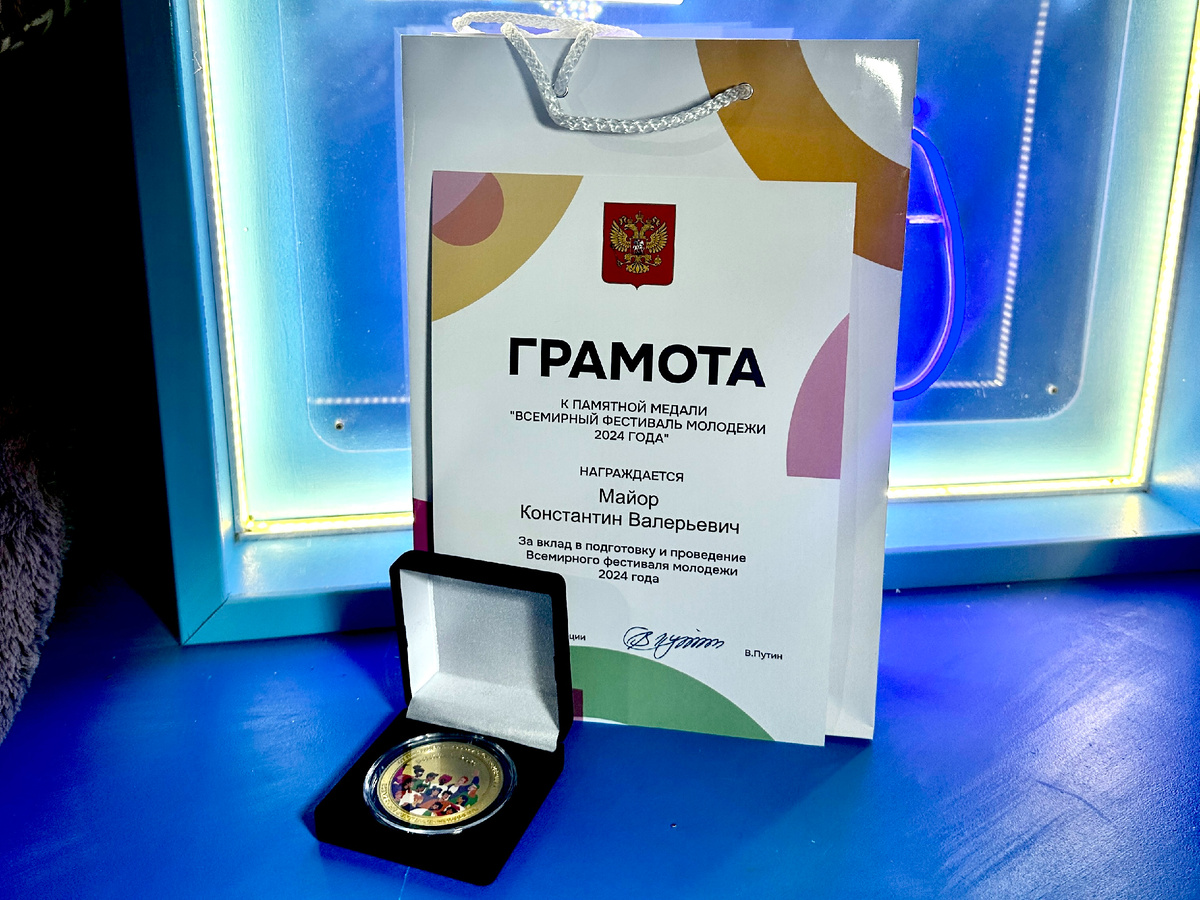 ГРАМОТА
К ПАМЯТНОЙ МЕДАЛИ
"ВСЕМИРНЫЙ ФЕСТИВАЛЬ МОЛОДЕЖИ
2024 ГОДА"
НАГРАЖДАЕТСЯ
Майор
Константин Валерьевич
За вклад в подготовку и проведение
Всемирного фестиваля молодежи
2024 года
В.Путин